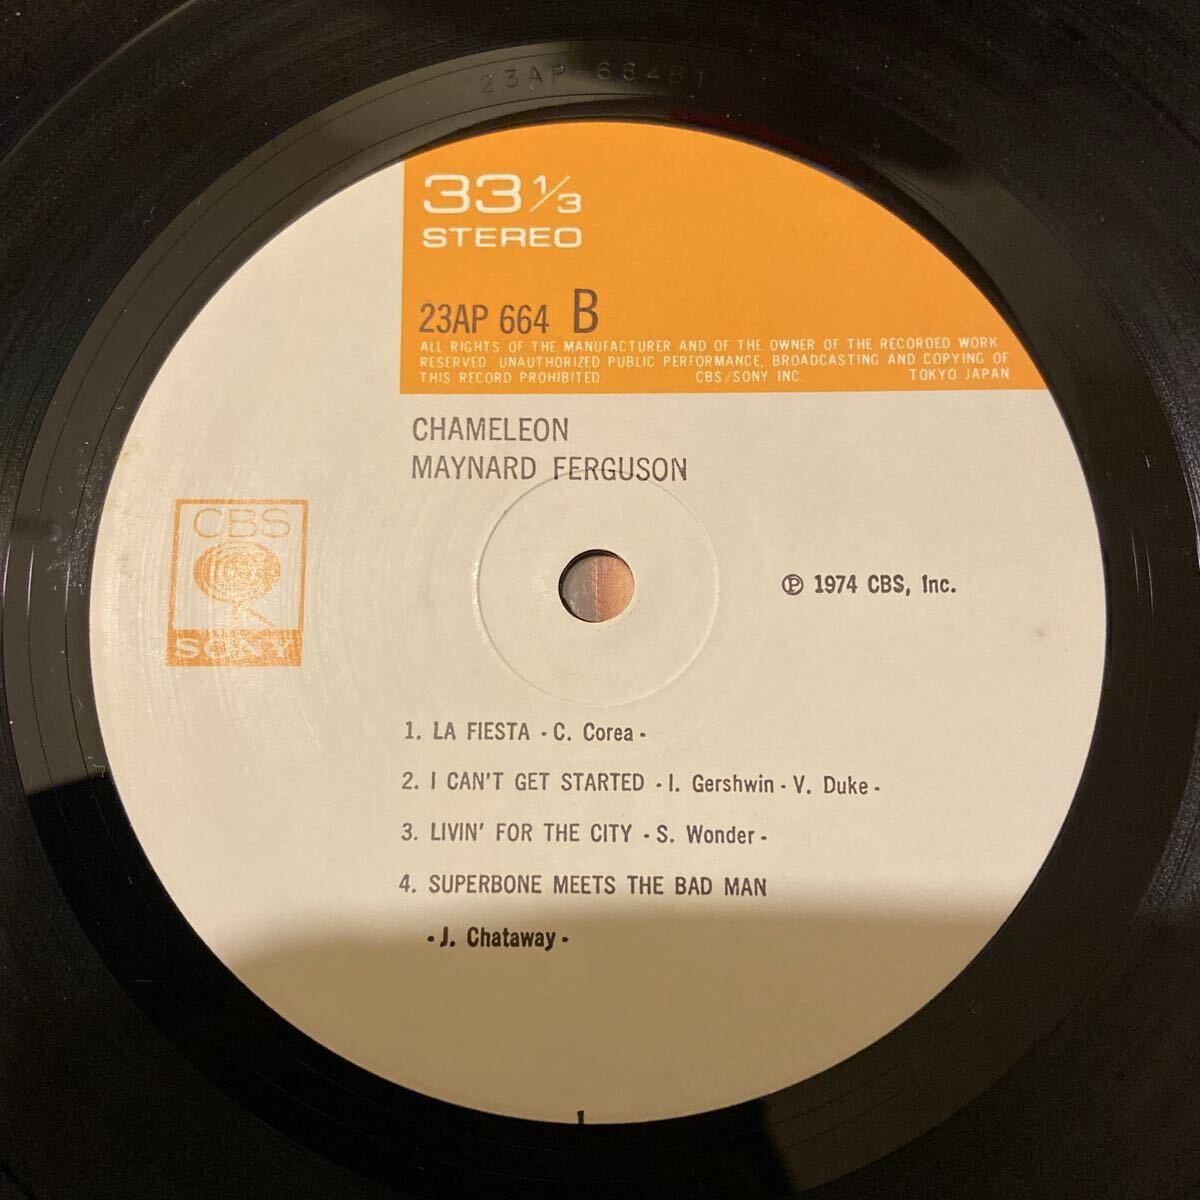 23AP 664B1
33 1/3
STEREO
23AP 664 B
ALL RIGHTS OF THE MANUFACTURER AND OF THE OWNER OF THE RECORDED WORK
RESERVED. UNAUTHORIZED PUBLIC PERFORMANCE, BROADCASTING AND COPYING OF
THIS RECORD PROHIBITED. CBS/SONY INC. TOKYO JAPAN
CHAMELEON
MAYNARD FERGUSON
CBS
SONY
Ⓟ 1974 CBS, Inc.
1. LA FIESTA - C. Corea -
2. I CAN'T GET STARTED - I. Gershwin - V. Duke -
3. LIVIN' FOR THE CITY - S. Wonder -
4. SUPERBONE MEETS THE BAD MAN
- J. Chataway -